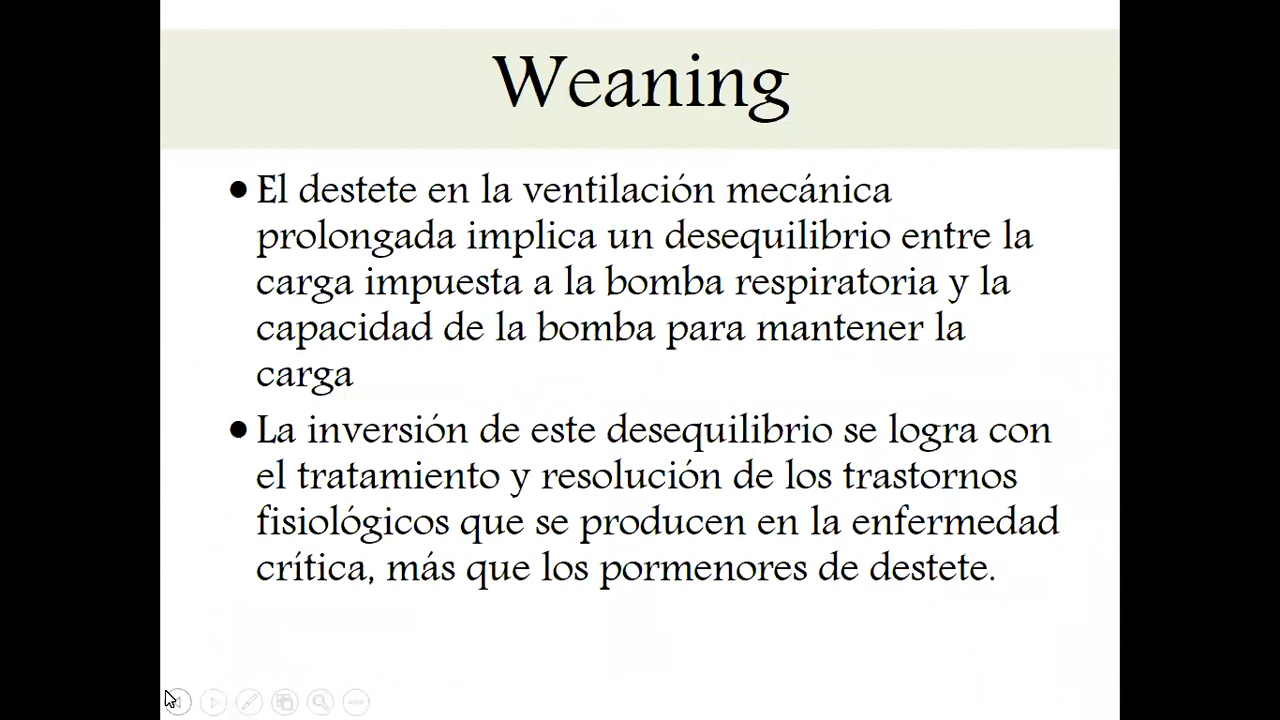 Weaning
El destete en la ventilación mecánica
prolongada implica un desequilibrio entre la
carga impuesta a la bomba respiratoria y la
capacidad de la bomba para mantener la
carga
La inversión de este desequilibrio se logra con
el tratamiento y resolución de los trastornos
fisiológicos que se producen en la enfermedad
crítica, más que los pormenores de destete.